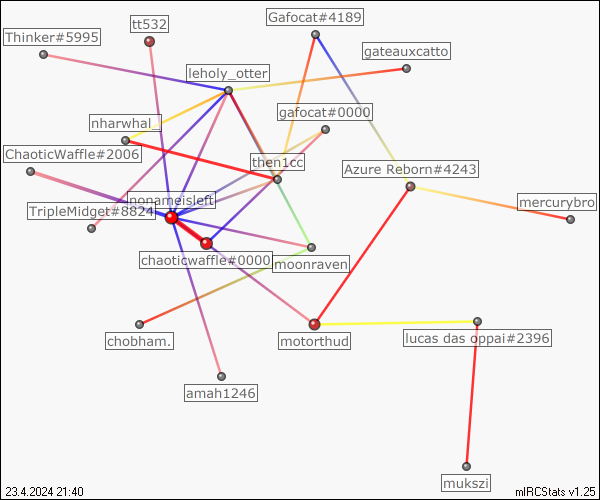 tt532
Gafocat#4189
Thinker#5995
gateauxcatto
leholy_otter
gafocat#0000
nharwhal_
ChaoticWaffle#2006
then1cc
Azure Reborn#4243
nonameisleft
mercurybro
TripleMidget#8824
chaoticwaffle#0000
moonraven
chobham.
motorthud
lucas das oppai#2396
amah1246
mukszi
23.4.2024 21:40
mIRCStats v1.25